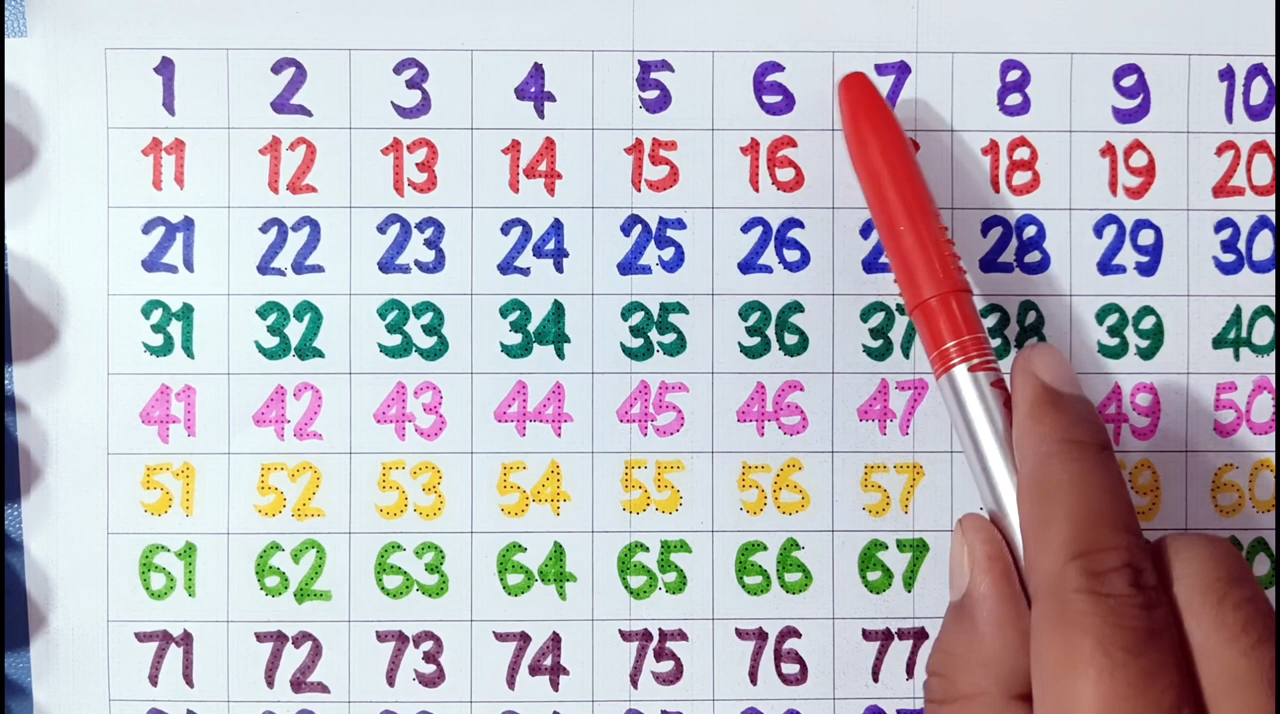 1 2 3 4 5 6 7 8 9 10
11 12 13 14 15 16 18 19 20
21 22 23 24 25 26 28 29 30
31 32 33 34 35 36 37 38 39 40
41 42 43 44 45 46 47 49 50
51 52 53 54 55 56 57 60
61 62 63 64 65 66 67
71 72 73 74 75 76 77